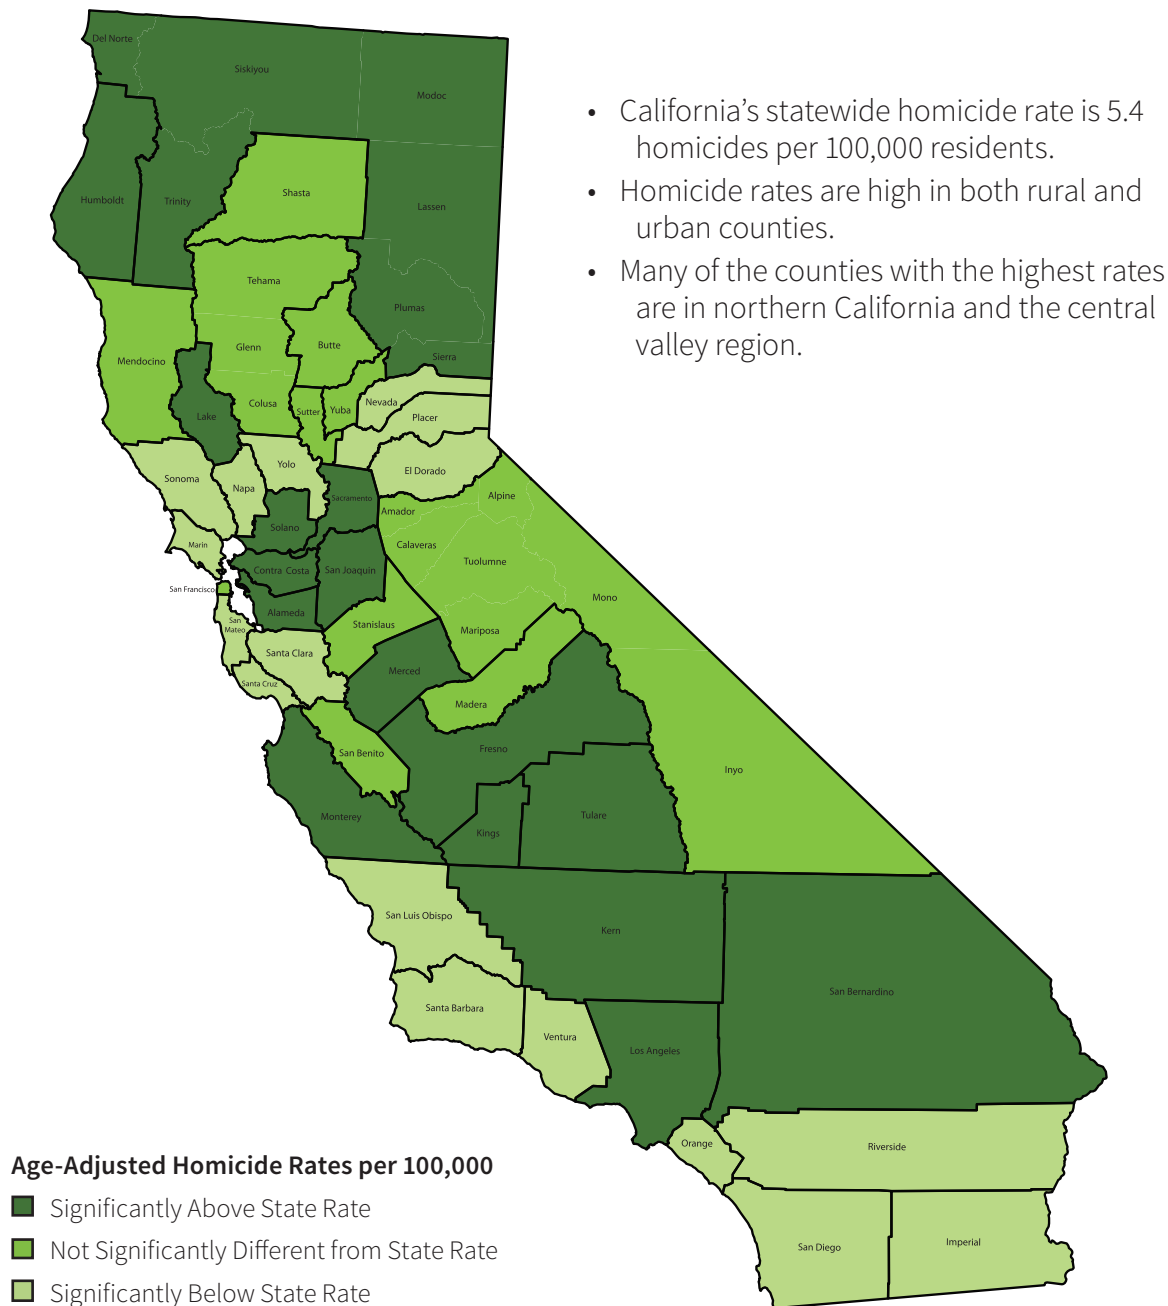 Del Norte
Siskiyou
Modoc
• California’s statewide homicide rate is 5.4
homicides per 100,000 residents.
• Homicide rates are high in both rural and
urban counties.
• Many of the counties with the highest rates
are in northern California and the central
valley region.
Humboldt
Trinity
Shasta
Lassen
Tehama
Plumas
Glenn
Butte
Sierra
Mendocino
Lake
Colusa
Sutter
Yuba
Nevada
Placer
Sonoma
Napa
Yolo
El Dorado
Sacramento
Alpine
Amador
Solano
Marin
Calaveras
Contra Costa
San Joaquin
Tuolumne
San Francisco
Alameda
Mono
San
Mateo
Stanislaus
Mariposa
Santa Clara
Merced
Santa Cruz
Madera
San Benito
Fresno
Inyo
Monterey
Kings
Tulare
San Luis Obispo
Kern
San Bernardino
Santa Barbara
Ventura
Los Angeles
Orange
Riverside
San Diego
Imperial
Age-Adjusted Homicide Rates per 100,000
Significantly Above State Rate
Not Significantly Different from State Rate
Significantly Below State Rate